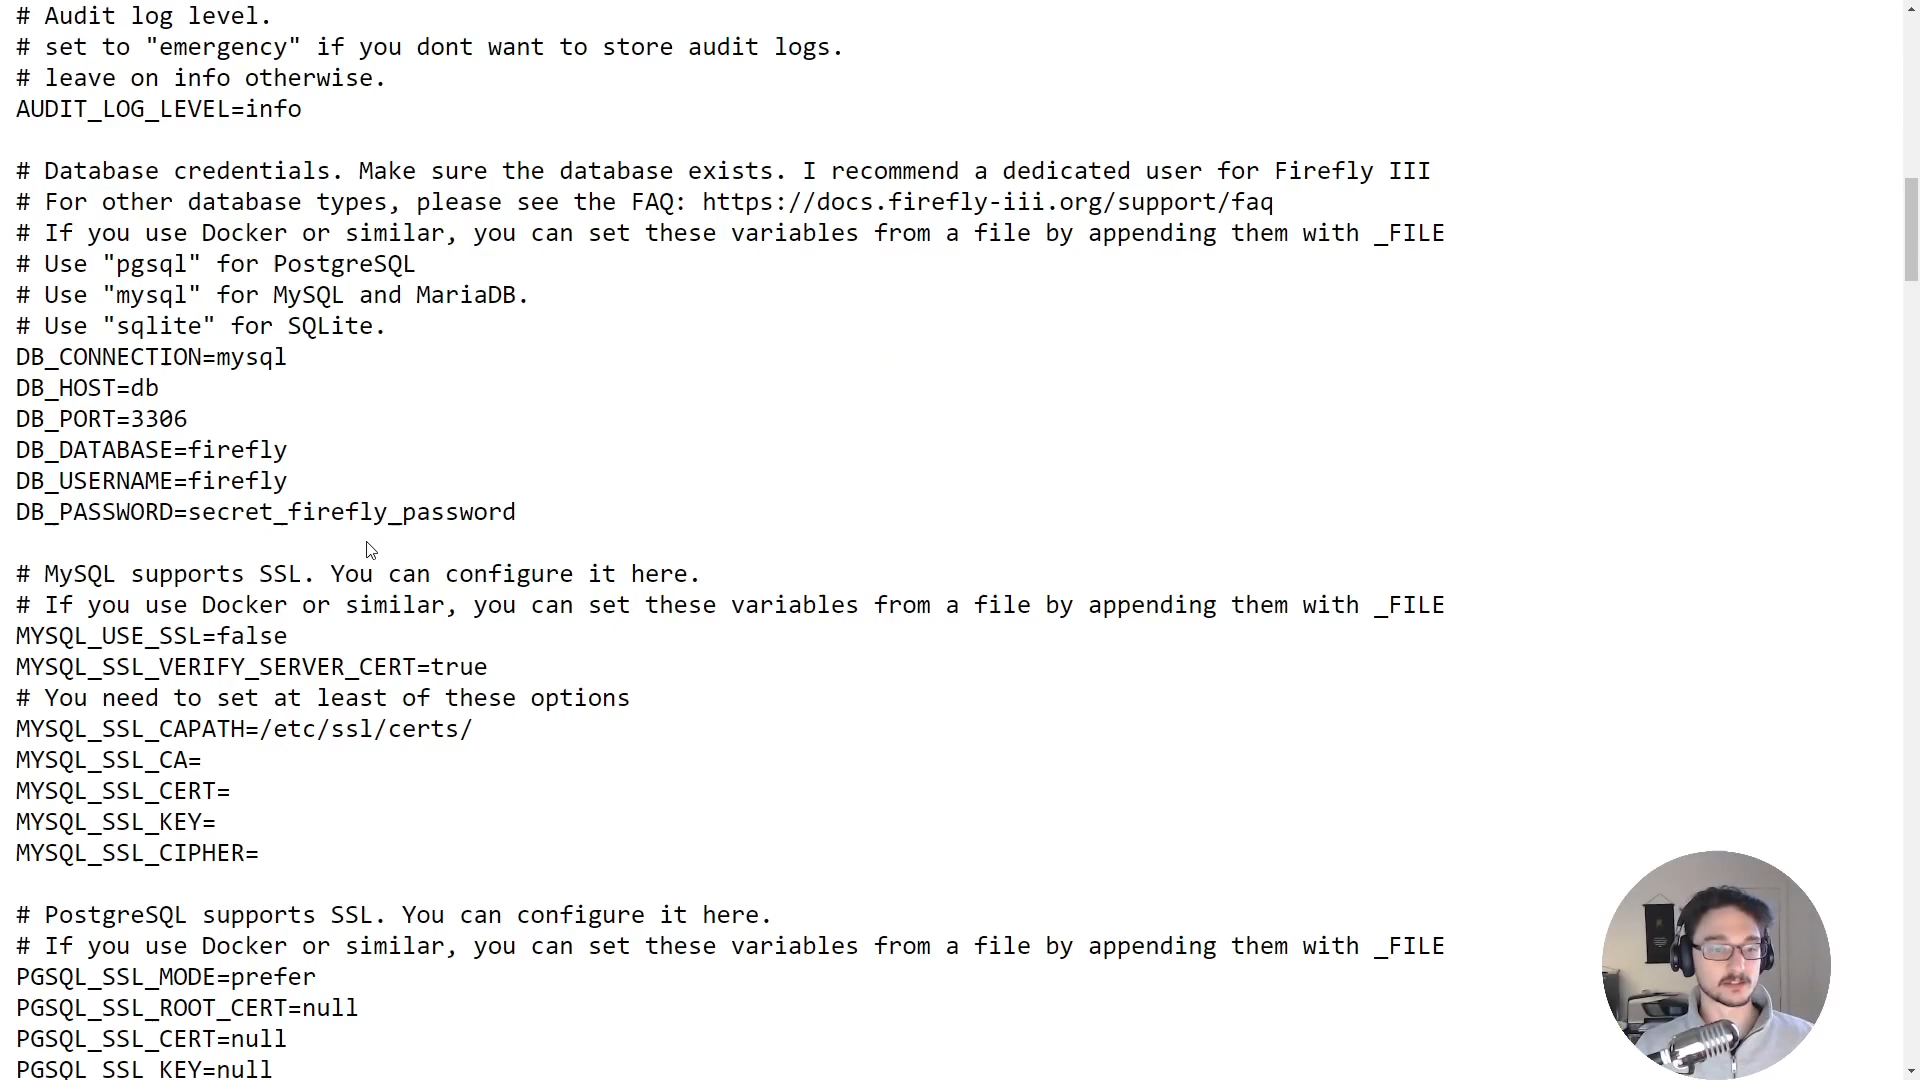 # Audit log level.
# set to "emergency" if you dont want to store audit logs.
# leave on info otherwise.
AUDIT_LOG_LEVEL=info
# Database credentials. Make sure the database exists. I recommend a dedicated user for Firefly III
# For other database types, please see the FAQ: https://docs.firefly-iii.org/support/faq
# If you use Docker or similar, you can set these variables from a file by appending them with _FILE
# Use "pgsql" for PostgreSQL
# Use "mysql" for MySQL and MariaDB.
# Use "sqlite" for SQLite.
DB_CONNECTION=mysql
DB_HOST=db
DB_PORT=3306
DB_DATABASE=firefly
DB_USERNAME=firefly
DB_PASSWORD=secret_firefly_password
# MySQL supports SSL. You can configure it here.
# If you use Docker or similar, you can set these variables from a file by appending them with _FILE
MYSQL_USE_SSL=false
MYSQL_SSL_VERIFY_SERVER_CERT=true
# You need to set at least of these options
MYSQL_SSL_CAPATH=/etc/ssl/certs/
MYSQL_SSL_CA=
MYSQL_SSL_CERT=
MYSQL_SSL_KEY=
MYSQL_SSL_CIPHER=
# PostgreSQL supports SSL. You can configure it here.
# If you use Docker or similar, you can set these variables from a file by appending them with _FILE
PGSQL_SSL_MODE=prefer
PGSQL_SSL_ROOT_CERT=null
PGSQL_SSL_CERT=null
PGSQL_SSL_KEY=null